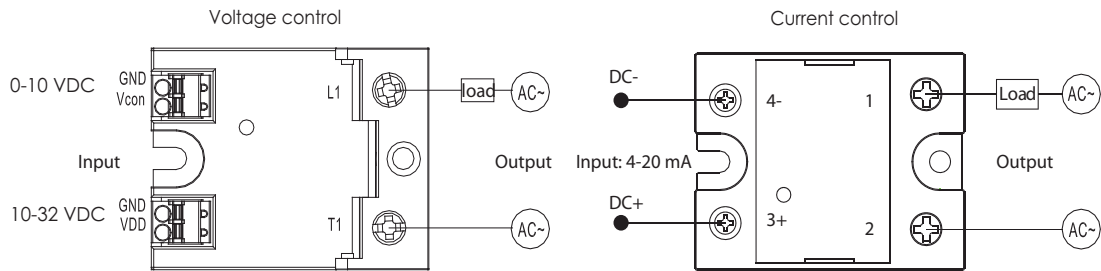 Voltage control
0-10 VDC
GND
Vcon
L1
load
AC~
Input
Output
10-32 VDC
GND
VDD
T1
AC~
Current control
DC-
4-
1
Load
AC~
Input: 4-20 mA
Output
DC+
3+
2
AC~